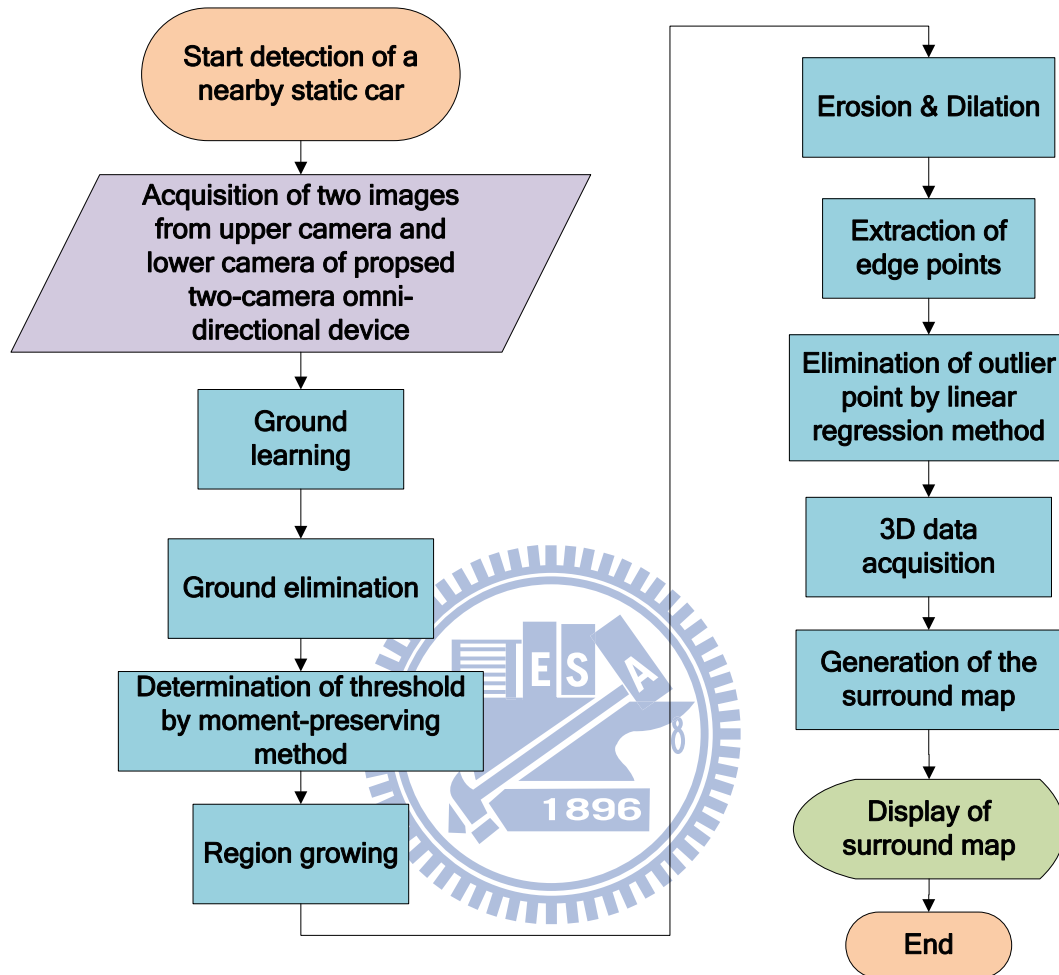 Start detection of a
nearby static car
Acquisition of two images
from upper camera and
lower camera of propsed
two-camera omni-
directional device
Ground
learning
Ground elimination
Determination of threshold
by moment-preserving
method
Region growing
Erosion & Dilation
Extraction of
edge points
Elimination of outlier
point by linear
regression method
3D data
acquisition
Generation of the
surround map
Display of
surround map
End
E S A
1896